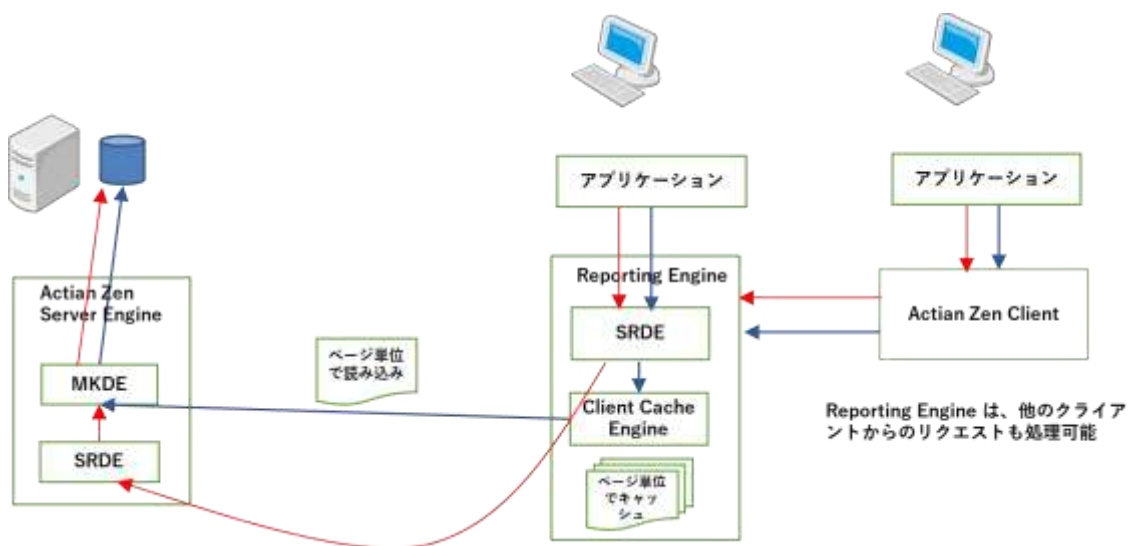 アプリケーション
アプリケーション
Actian Zen
Server Engine
MKDE
SRDE
ページ単位
で読み込み
Reporting Engine
SRDE
Client Cache
Engine
ページ単位
でキャッ
シュ
Actian Zen Client
Reporting Engine は、他のクライア
ントからのリクエストも処理可能